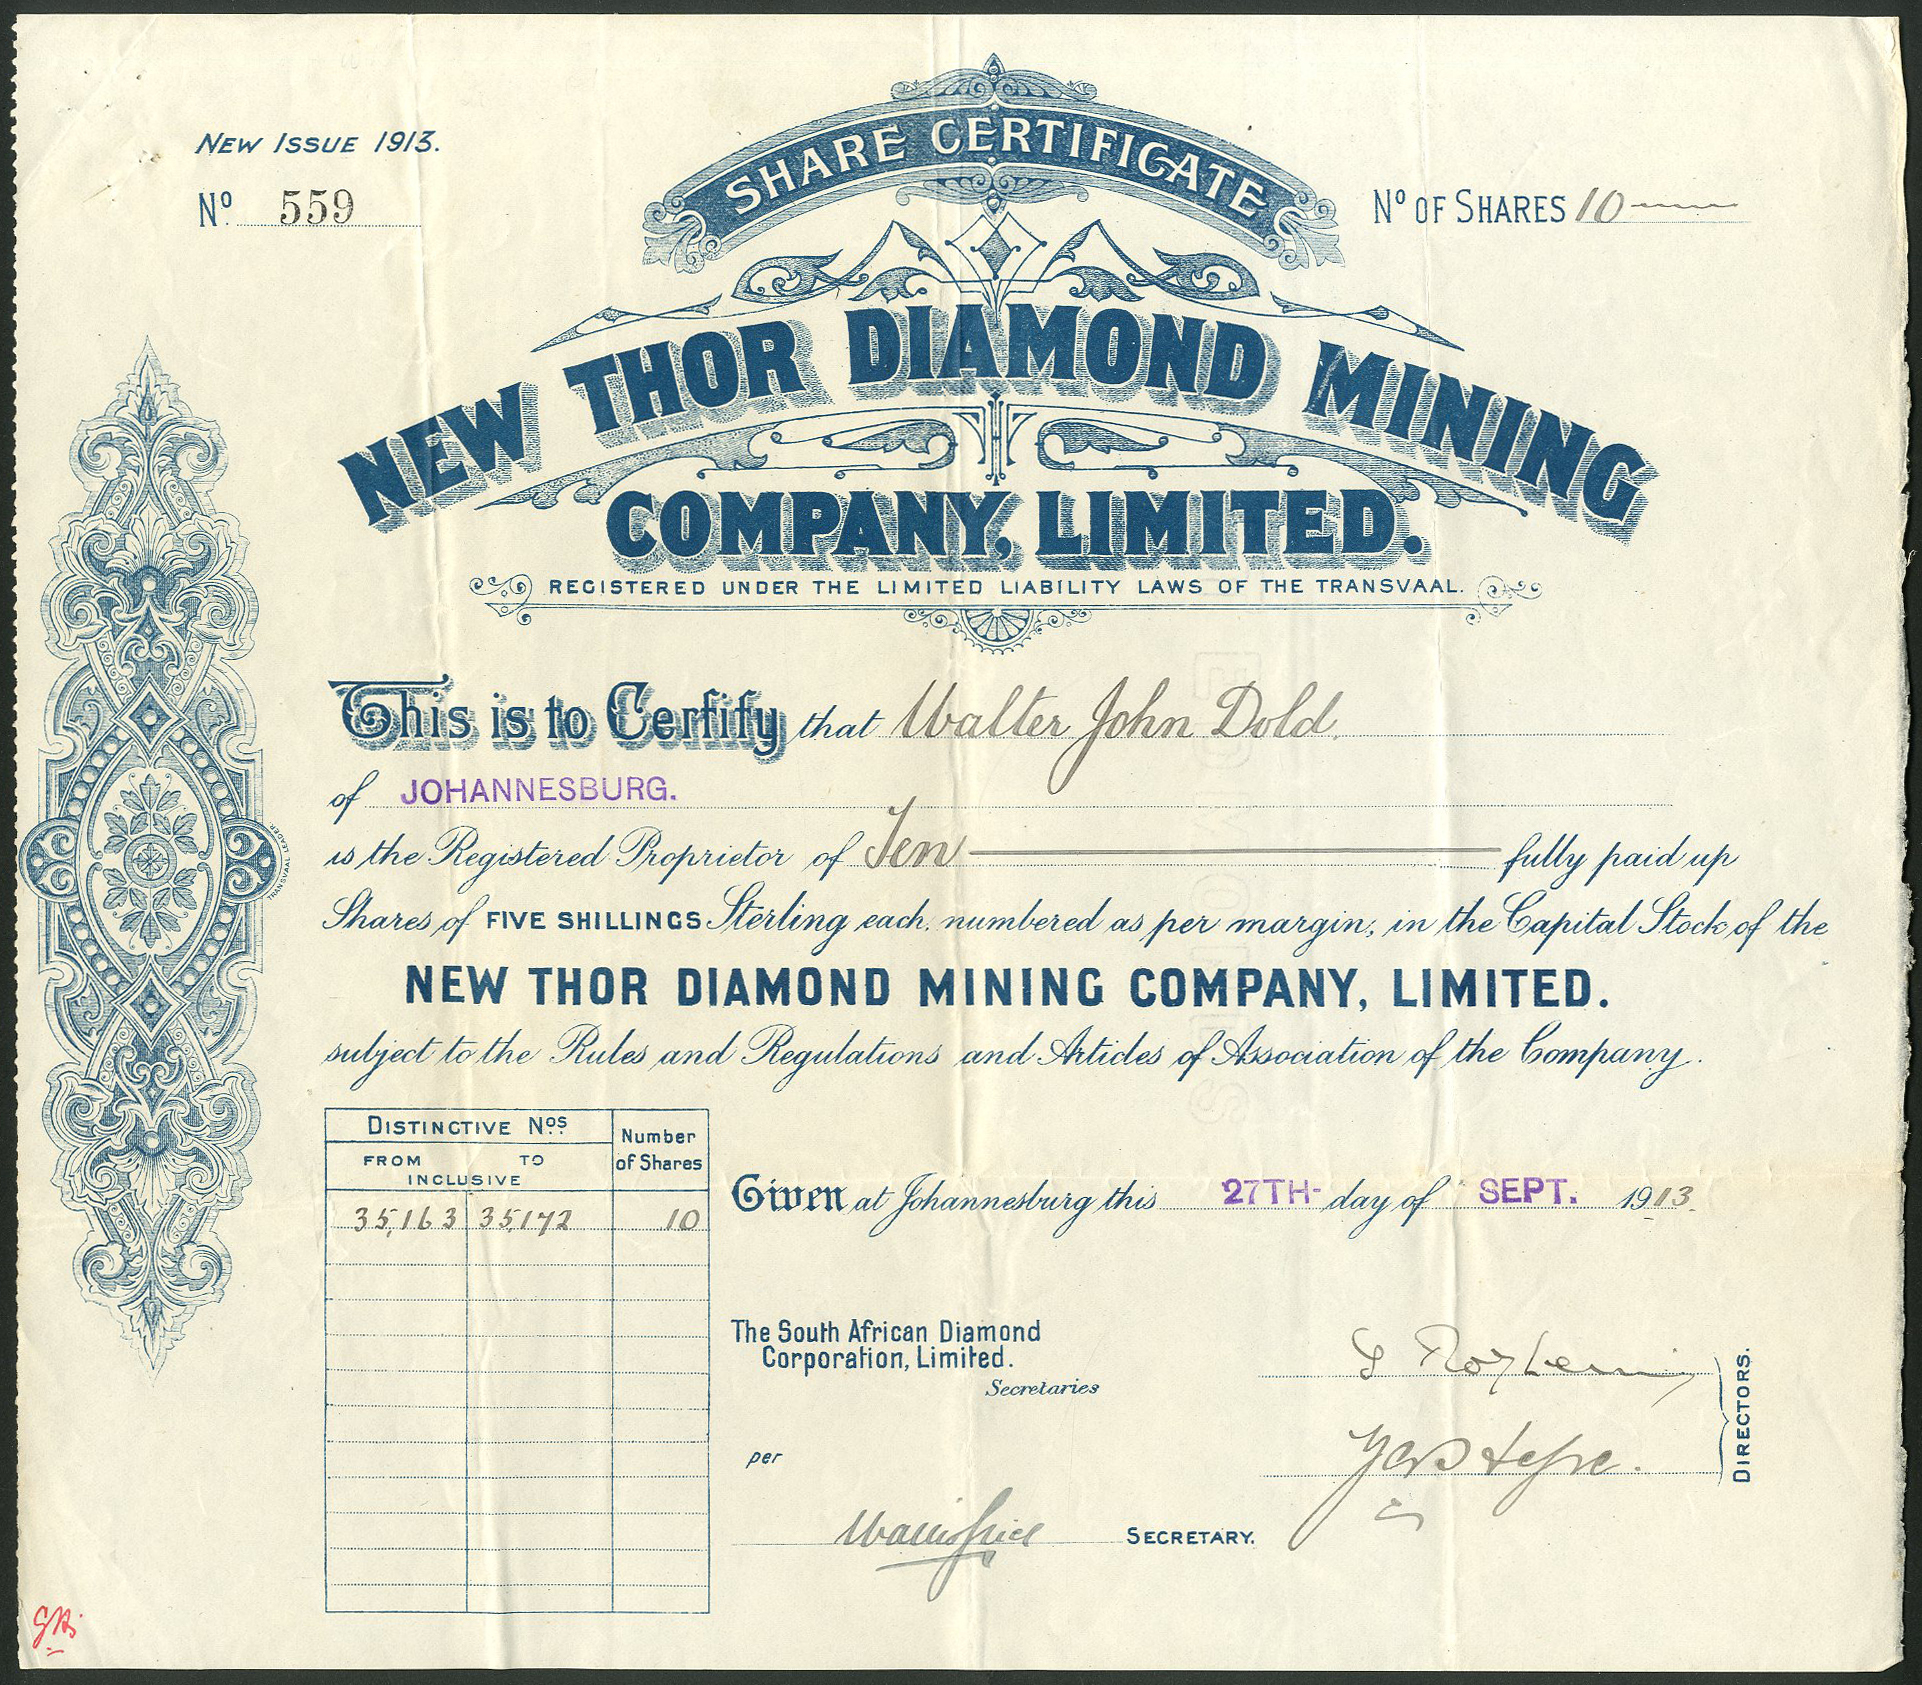 NEW ISSUE 1913.
Nº 559
SHARE CERTIFICATE
Nº OF SHARES 10
NEW THOR DIAMOND MINING
COMPANY, LIMITED.
REGISTERED UNDER THE LIMITED LIABILITY LAWS OF THE TRANSVAAL.
This is to Certify that Walter John Dold.
of JOHANNESBURG.
is the Registered Proprietor of Ten fully paid up
Shares of FIVE SHILLINGS Sterling each, numbered as per margin, in the Capital Stock of the
NEW THOR DIAMOND MINING COMPANY, LIMITED.
subject to the Rules and Regulations and Articles of Association of the Company.
TRANSVAAL LEADER
DISTINCTIVE Nos.
Number of Shares
FROM TO
INCLUSIVE
35,163 35,172 10
Given at Johannesburg this 27TH day of SEPT. 1913.
The South African Diamond
Corporation, Limited.
Secretaries
per
SECRETARY.
DIRECTORS.